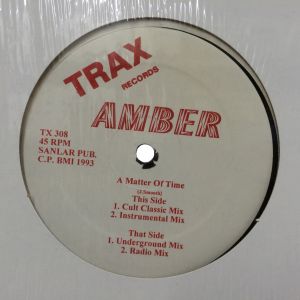 TRAX
RECORDS
AMBER
TX 308
45 RPM
SANLAR PUB.
C.P. BMI 1993
A Matter Of Time
(J.Smooth)
This Side
1. Cult Classic Mix
2. Instrumental Mix
That Side
1. Underground Mix
2. Radio Mix